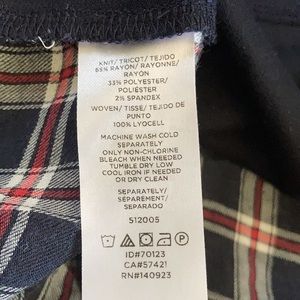 KNIT/TRICOT/TEJIDO
65% RAYON/RAYONNE/
RAYON
33% POLYESTER/
POLIÉSTER
2% SPANDEX
WOVEN/TISSE/TEJIDO DE
PUNTO
100% LYOCELL
MACHINE WASH COLD
SEPARATELY
ONLY NON-CHLORINE
BLEACH WHEN NEEDED
TUMBLE DRY LOW
COOL IRON IF NEEDED
OR DRY CLEAN
SEPARATELY/
SÉPARÉMENT/
SEPARADO
S12005
ID#70123
CA#57421
RN#140923